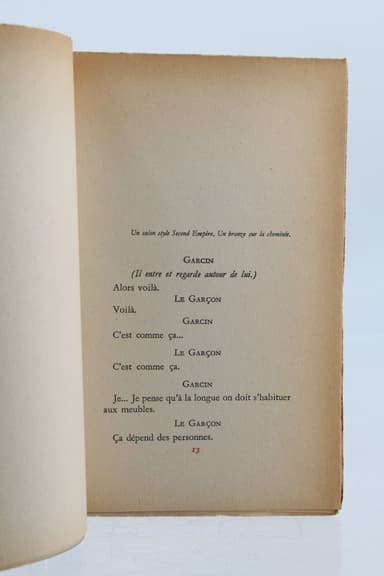 Un salon style Second Empire. Un bronze sur la cheminée.
GARCIN
(Il entre et regarde autour de lui.)
Alors voilà.
LE GARÇON
Voilà.
GARCIN
C'est comme ça...
LE GARÇON
C'est comme ça.
GARCIN
Je... Je pense qu'à la longue on doit s'habituer
aux meubles.
LE GARÇON
Ça dépend des personnes.
13